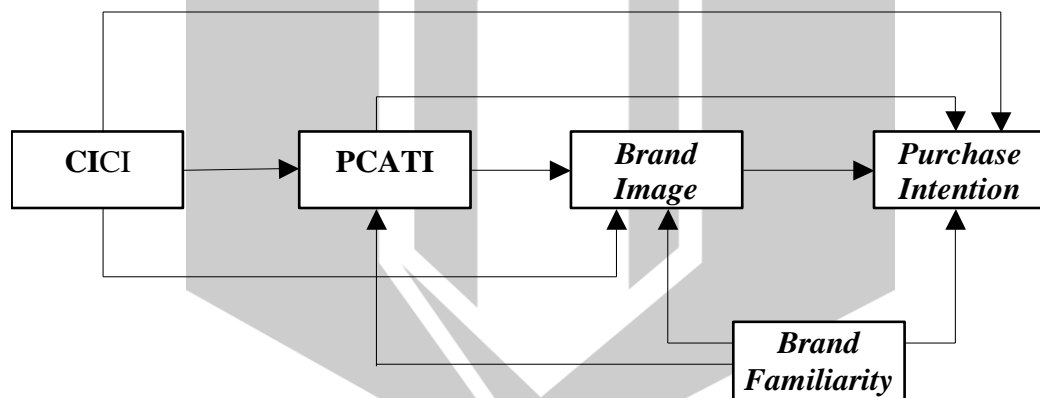 CICI
PCATI
Brand
Image
Purchase
Intention
Brand
Familiarity